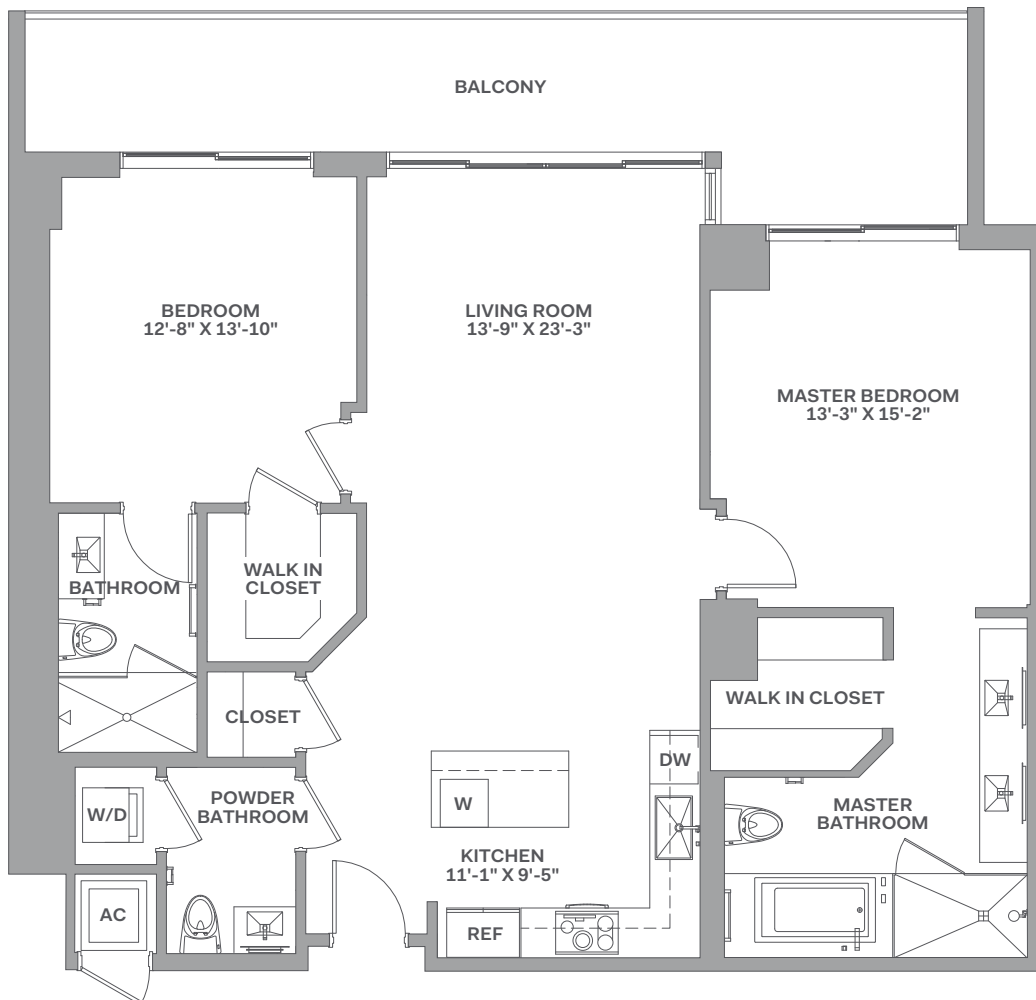 BALCONY
BEDROOM
12'-8" X 13'-10"
LIVING ROOM
13'-9" X 23'-3"
MASTER BEDROOM
13'-3" X 15'-2"
BATHROOM
WALK IN
CLOSET
WALK IN CLOSET
CLOSET
DW
W/D
POWDER
BATHROOM
W
MASTER
BATHROOM
KITCHEN
11'-1" X 9'-5"
AC
REF